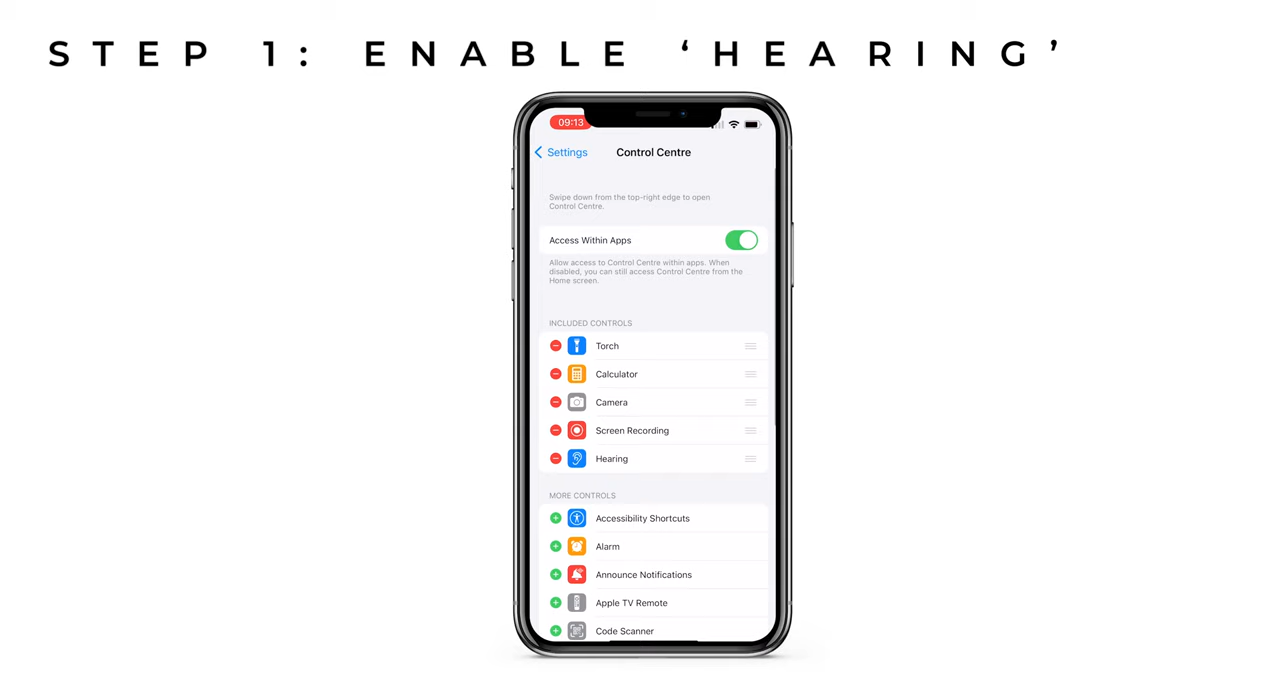 STEP 1: ENABLE ‘HEARING’
09:13
Settings
Control Centre
Swipe down from the top-right edge to open
Control Centre.
Access Within Apps
Allow access to Control Centre within apps. When
disabled, you can still access Control Centre from the
Home screen.
INCLUDED CONTROLS
Torch
Calculator
Camera
Screen Recording
Hearing
MORE CONTROLS
Accessibility Shortcuts
Alarm
Announce Notifications
Apple TV Remote
Code Scanner